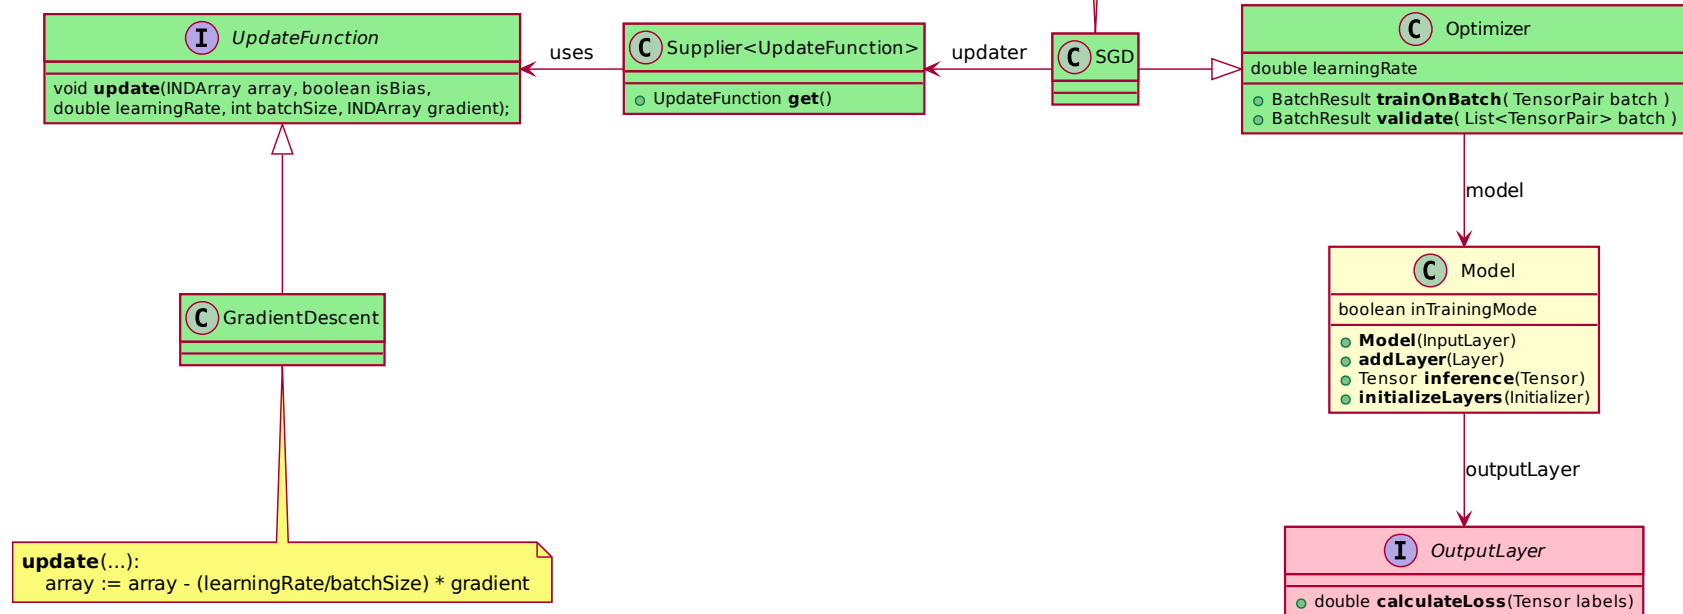 I UpdateFunction
void update(INDArray array, boolean isBias,
double learningRate, int batchSize, INDArray gradient);
uses
C Supplier<UpdateFunction>
UpdateFunction get()
updater
C SGD
C Optimizer
double learningRate
BatchResult trainOnBatch( TensorPair batch )
BatchResult validate( List<TensorPair> batch )
model
C Model
boolean inTrainingMode
Model(InputLayer)
addLayer(Layer)
Tensor inference(Tensor)
initializeLayers(Initializer)
outputLayer
I OutputLayer
double calculateLoss(Tensor labels)
C GradientDescent
update(...):
array := array - (learningRate/batchSize) * gradient